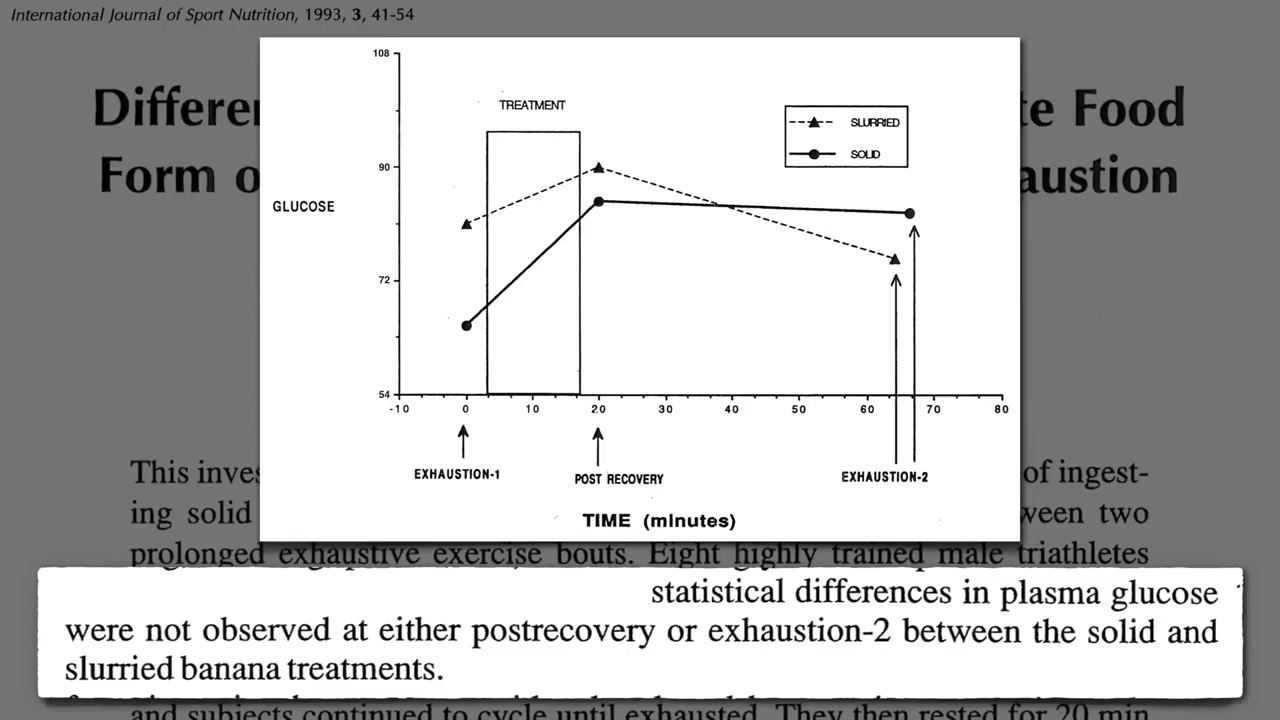 International Journal of Sport Nutrition, 1993, 3, 41-54
Differen te Food
Form o austion
108
TREATMENT
SLURRIED
SOLID
90
GLUCOSE
72
54
-10 0 10 20 30 40 50 60 70 80
EXHAUSTION-1
POST RECOVERY
EXHAUSTION-2
TIME (minutes)
This inves of ingest-
ing solid ween two
prolonged exhaustive exercise bouts. Eight highly trained male triathletes
statistical differences in plasma glucose
were not observed at either postrecovery or exhaustion-2 between the solid and
slurried banana treatments.
and subjects continued to cycle until exhausted. They then rested for 20 min